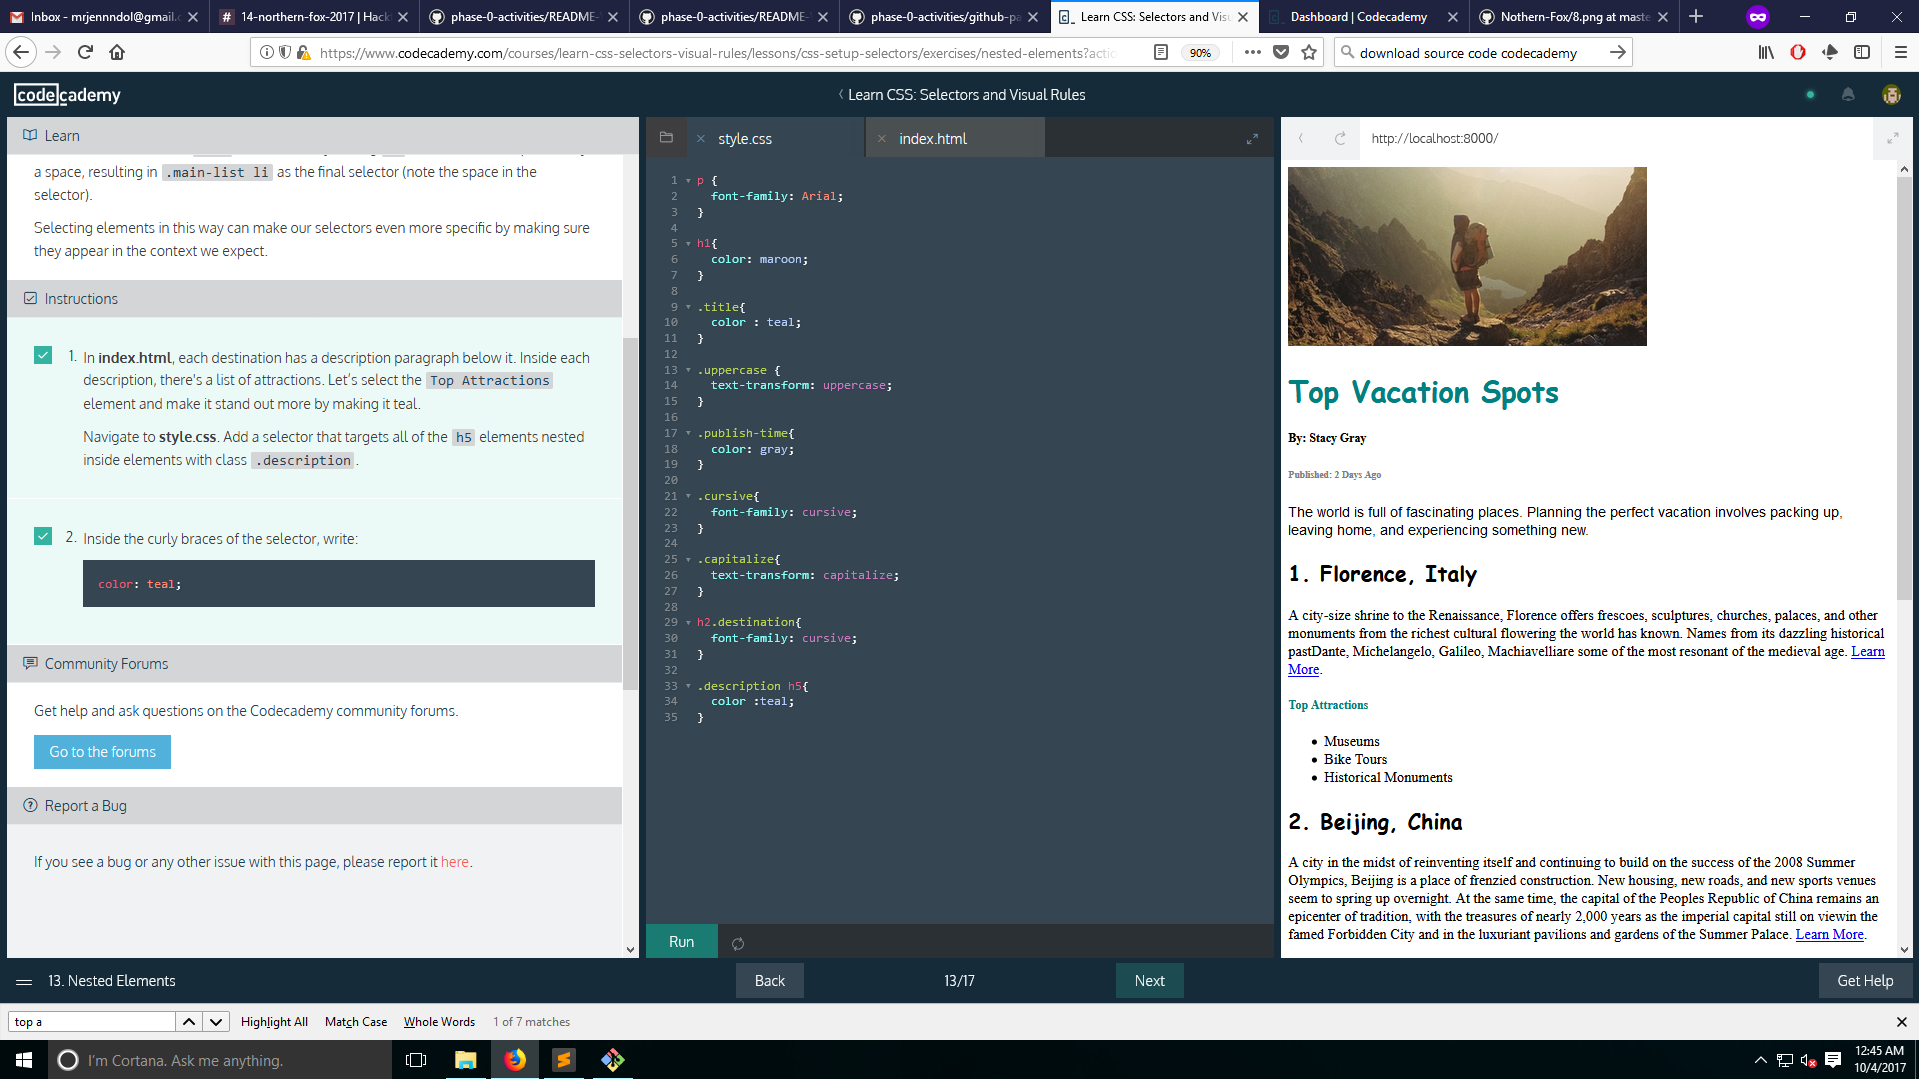 Inbox - mrjennndol@gmail.c
14-northern-fox-2017 | Hack
phase-0-activities/README-
phase-0-activities/README-
phase-0-activities/github-pa
Learn CSS: Selectors and Visu
Dashboard | Codecademy
Nothern-Fox/8.png at maste
https://www.codecademy.com/courses/learn-css-selectors-visual-rules/lessons/css-setup-selectors/exercises/nested-elements?actio
90%
download source code codecademy
codecademy
Learn CSS: Selectors and Visual Rules
Learn
a space, resulting in .main-list li as the final selector (note the space in the
selector).
Selecting elements in this way can make our selectors even more specific by making sure
they appear in the context we expect.
Instructions
1. In index.html, each destination has a description paragraph below it. Inside each
description, there's a list of attractions. Let's select the Top Attractions
element and make it stand out more by making it teal.
Navigate to style.css. Add a selector that targets all of the h5 elements nested
inside elements with class .description.
2. Inside the curly braces of the selector, write:
color: teal;
Community Forums
Get help and ask questions on the Codecademy community forums.
Go to the forums
Report a Bug
If you see a bug or any other issue with this page, please report it here.
style.css
index.html
1 p {
2 font-family: Arial;
3 }
4
5 h1{
6 color: maroon;
7 }
8
9 .title{
10 color : teal;
11 }
12
13 .uppercase {
14 text-transform: uppercase;
15 }
16
17 .publish-time{
18 color: gray;
19 }
20
21 .cursive{
22 font-family: cursive;
23 }
24
25 .capitalize{
26 text-transform: capitalize;
27 }
28
29 h2.destination{
30 font-family: cursive;
31 }
32
33 .description h5{
34 color :teal;
35 }
Run
http://localhost:8000/
Top Vacation Spots
By: Stacy Gray
Published: 2 Days Ago
The world is full of fascinating places. Planning the perfect vacation involves packing up,
leaving home, and experiencing something new.
1. Florence, Italy
A city-size shrine to the Renaissance, Florence offers frescoes, sculptures, churches, palaces, and other
monuments from the richest cultural flowering the world has known. Names from its dazzling historical
pastDante, Michelangelo, Galileo, Machiavelliare some of the most resonant of the medieval age. Learn
More.
Top Attractions
Museums
Bike Tours
Historical Monuments
2. Beijing, China
A city in the midst of reinventing itself and continuing to build on the success of the 2008 Summer
Olympics, Beijing is a place of frenzied construction. New housing, new roads, and new sports venues
seem to spring up overnight. At the same time, the capital of the Peoples Republic of China remains an
epicenter of tradition, with the treasures of nearly 2,000 years as the imperial capital still on viewin the
famed Forbidden City and in the luxuriant pavilions and gardens of the Summer Palace. Learn More.
13. Nested Elements
Back
13/17
Next
Get Help
top a
Highlight All
Match Case
Whole Words
1 of 7 matches
I'm Cortana. Ask me anything.
12:45 AM
10/4/2017